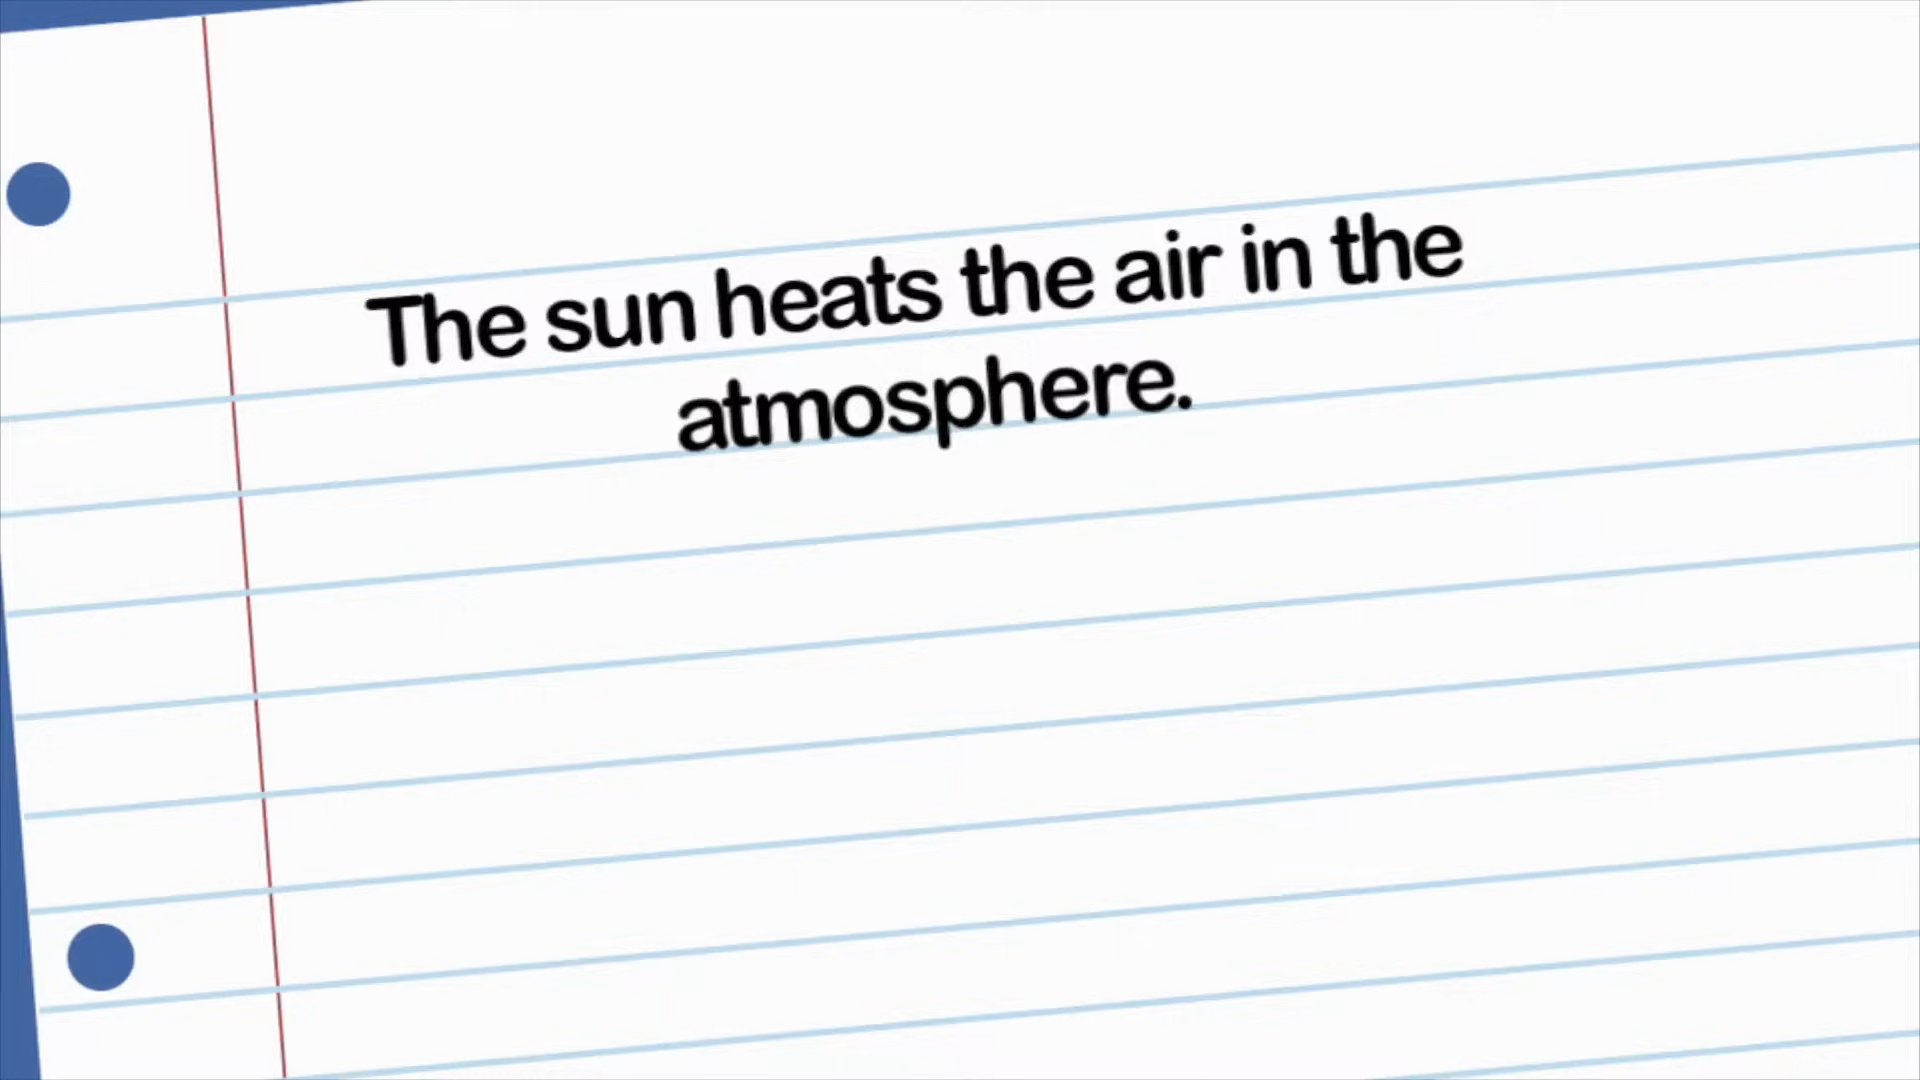 The sun heats the air in the
atmosphere.